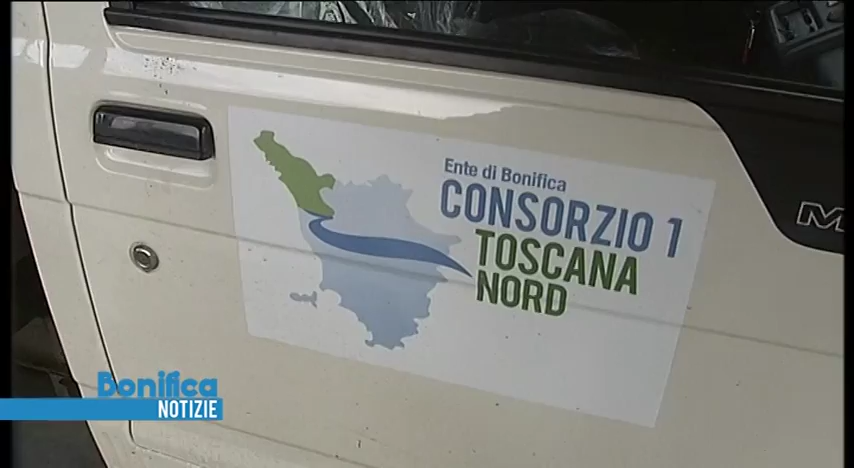 Ente di Bonifica
CONSORZIO 1
TOSCANA
NORD
Bonifica
NOTIZIE